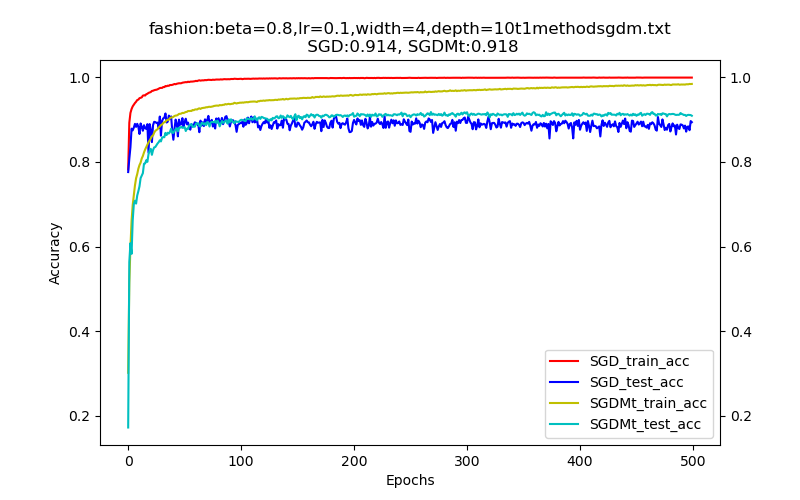 fashion:beta=0.8,lr=0.1,width=4,depth=10t1methodsgdm.txt
SGD:0.914, SGDMt:0.918
1.0
0.8
0.6
0.4
0.2
Accuracy
1.0
0.8
0.6
0.4
0.2
SGD_train_acc
SGD_test_acc
SGDMt_train_acc
SGDMt_test_acc
0 100 200 300 400 500
Epochs